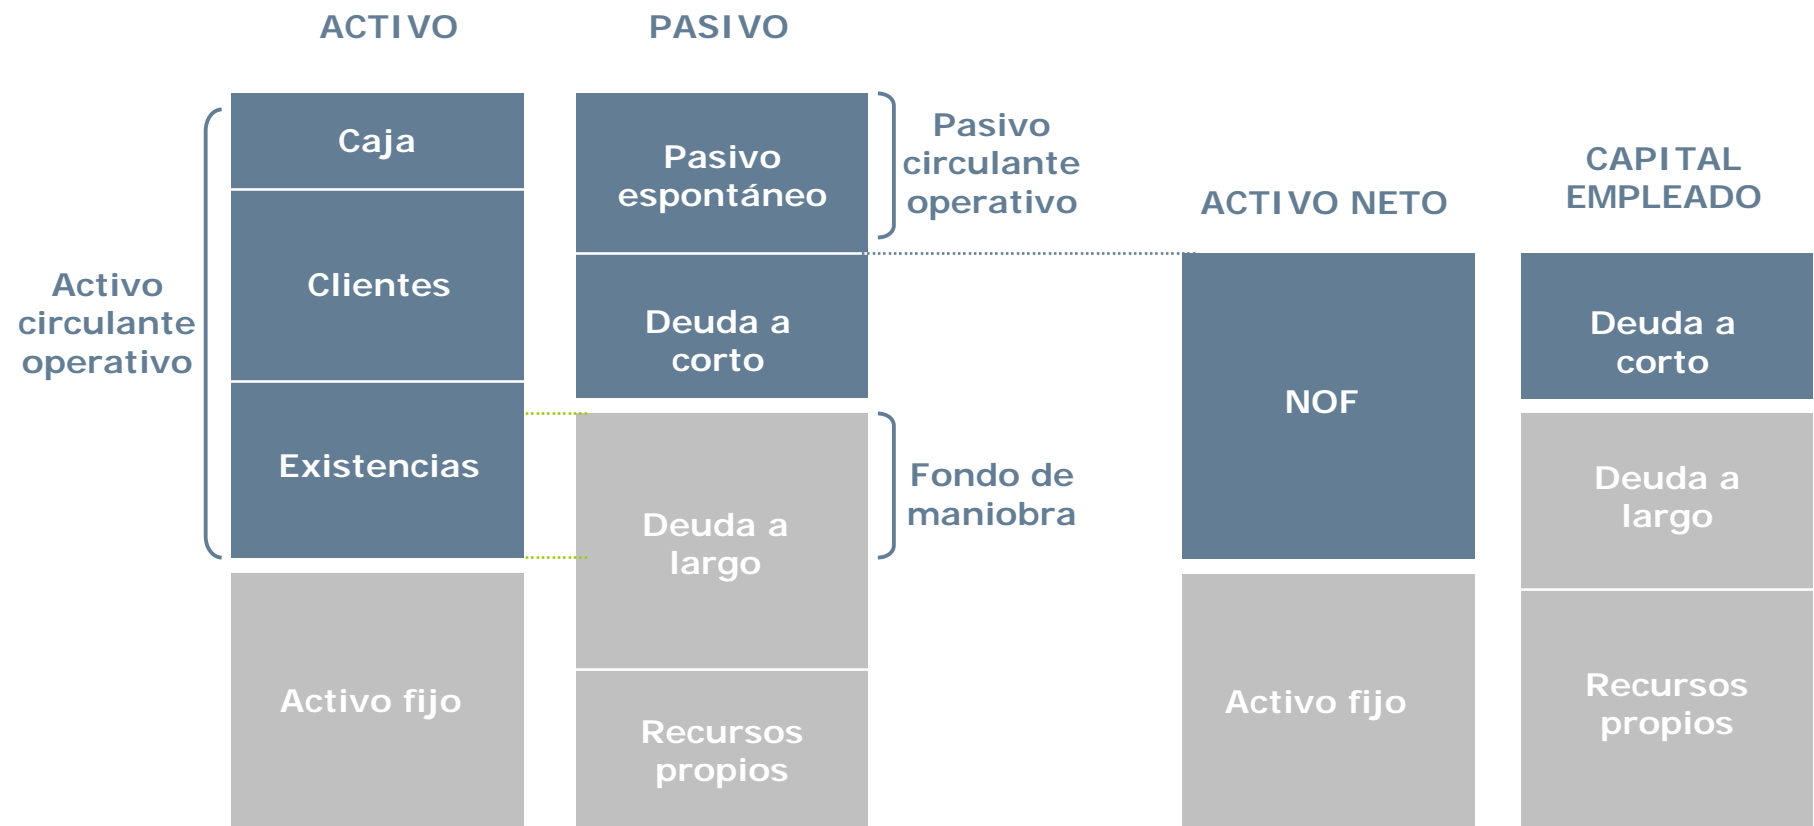 ACTIVO
PASIVO
Activo
circulante
operativo
Caja
Clientes
Existencias
Activo fijo
Pasivo
espontáneo
Deuda a
corto
Deuda a
largo
Recursos
propios
Pasivo
circulante
operativo
Fondo de
maniobra
ACTIVO NETO
NOF
Activo fijo
CAPITAL
EMPLEADO
Deuda a
corto
Deuda a
largo
Recursos
propios